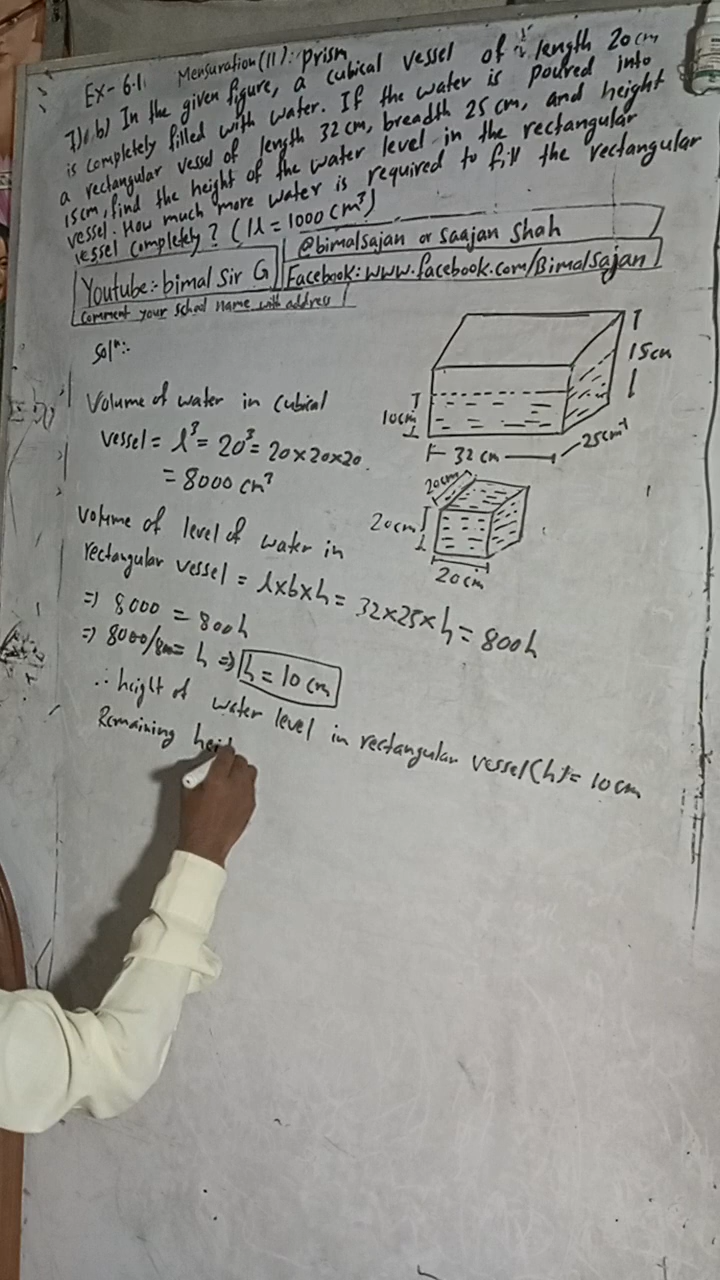 Ex- 6.1. Mensuration (II): Prism
7). b) In the given figure, a cubical vessel of length 20cm
is completely filled with water. If the water is poured into
a rectangular vessel of length 32 cm, breadth 25 cm, and height
15cm, find the height of the water level in the rectangular
vessel. How much more water is required to fill the rectangular
vessel completely? (1l = 1000 cm³)
@bimalsajan or Saajan Shah
Youtube:- bimal Sir G
Facebook: www.facebook.com/Bimalsajan
Comment your School name with address
Solⁿ:-
15cm
10cm
25cm
32 cm
Volume of water in cubical
vessel = l³ = 20³ = 20×20×20
= 8000 cm³
20cm
20cm
20cm
Volume of level of water in
rectangular vessel = l×b×h = 32×25×h = 800h
=> 8000 = 800h
=> 8000/800 = h => h = 10 cm
∴ height of water level in rectangular vessel (h) = 10 cm
Remaining hei